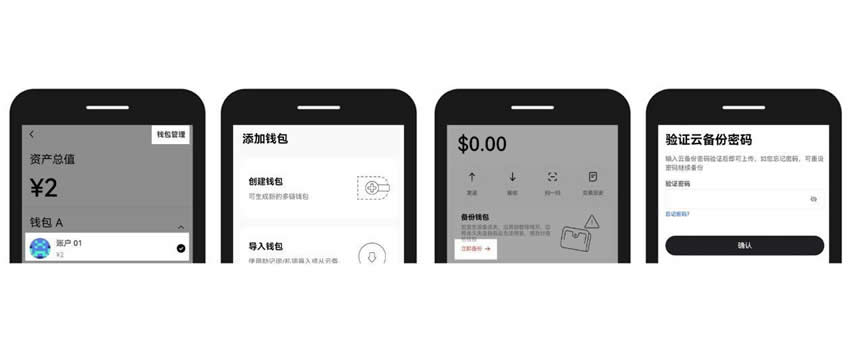 钱包管理
资产总值
¥2
钱包 A
账户 01
¥2
添加钱包
创建钱包
可生成新的多链钱包
导入钱包
使用助记词/私钥导入或从云备
$0.00
发送
接收
扫一扫
交易历史
备份钱包
立即备份
验证云备份密码
输入云备份密码验证后即可上传,如您忘记密码,可重设
密码继续备份
验证密码
忘记密码?
确认